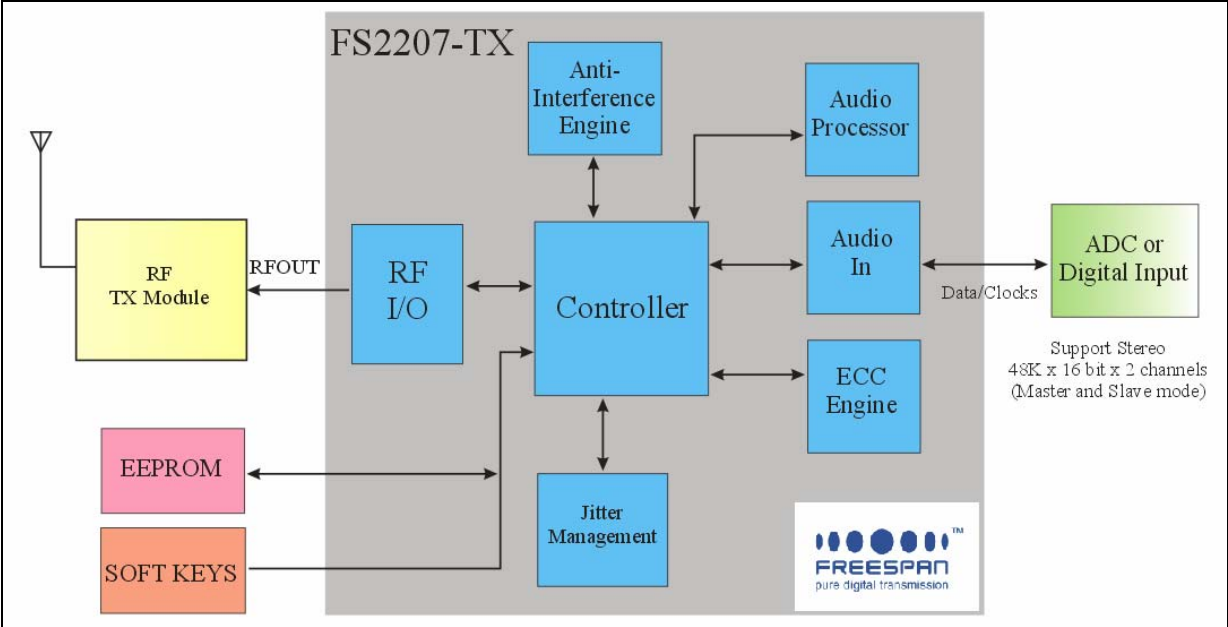 FS2207-TX
Anti-
Interference
Engine
Audio
Processor
RF
TX Module
RFOUT
RF
I/O
Controller
Audio
In
Data/Clocks
ADC or
Digital Input
Support Stereo
48K x 16 bit x 2 channels
(Master and Slave mode)
ECC
Engine
EEPROM
SOFT KEYS
Jitter
Management
TM
FREESPAN
pure digital transmission